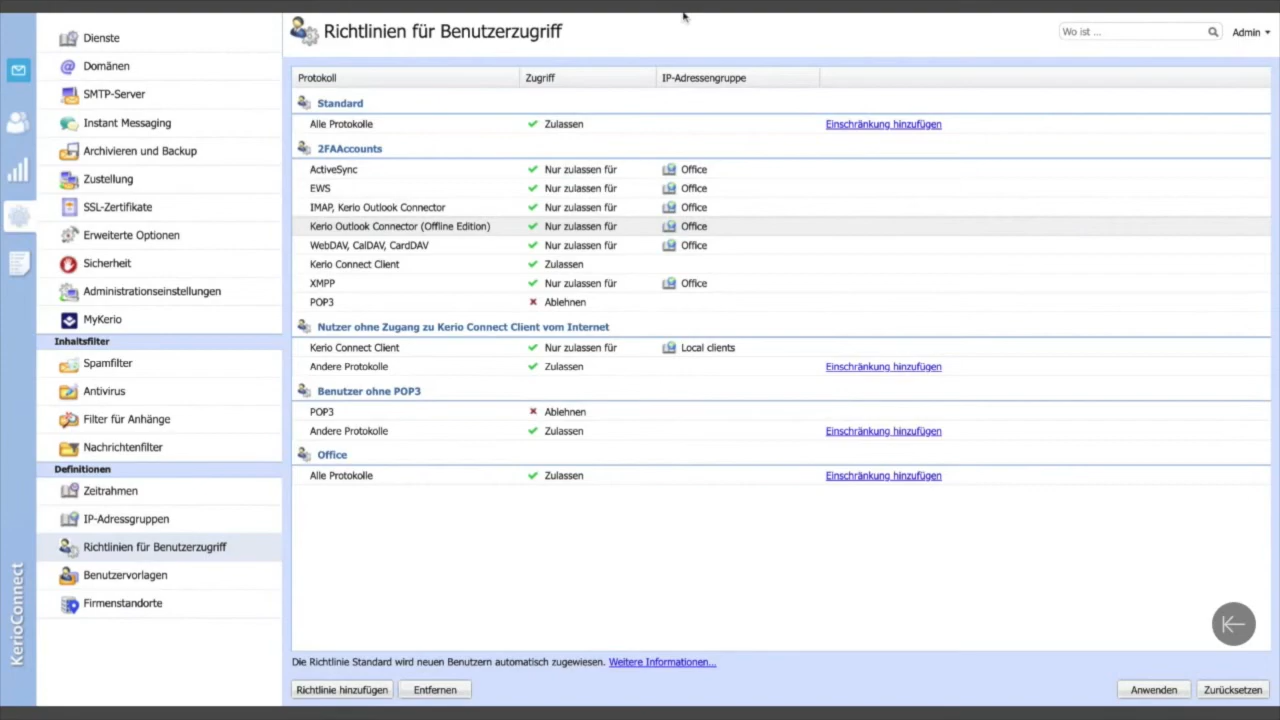 Dienste
Domänen
SMTP-Server
Instant Messaging
Archivieren und Backup
Zustellung
SSL-Zertifikate
Erweiterte Optionen
Sicherheit
Administrationseinstellungen
MyKerio
Inhaltsfilter
Spamfilter
Antivirus
Filter für Anhänge
Nachrichtenfilter
Definitionen
Zeitrahmen
IP-Adressgruppen
Richtlinien für Benutzerzugriff
Benutzervorlagen
Firmenstandorte
KerioConnect
Richtlinien für Benutzerzugriff
Wo ist ...
Admin
Protokoll Zugriff IP-Adressengruppe
Standard
Alle Protokolle Zulassen Einschränkung hinzufügen
2FAAccounts
ActiveSync Nur zulassen für Office
EWS Nur zulassen für Office
IMAP, Kerio Outlook Connector Nur zulassen für Office
Kerio Outlook Connector (Offline Edition) Nur zulassen für Office
WebDAV, CalDAV, CardDAV Nur zulassen für Office
Kerio Connect Client Zulassen
XMPP Nur zulassen für Office
POP3 Ablehnen
Nutzer ohne Zugang zu Kerio Connect Client vom Internet
Kerio Connect Client Nur zulassen für Local clients
Andere Protokolle Zulassen Einschränkung hinzufügen
Benutzer ohne POP3
POP3 Ablehnen
Andere Protokolle Zulassen Einschränkung hinzufügen
Office
Alle Protokolle Zulassen Einschränkung hinzufügen
Die Richtlinie Standard wird neuen Benutzern automatisch zugewiesen. Weitere Informationen...
Richtlinie hinzufügen Entfernen Anwenden Zurücksetzen